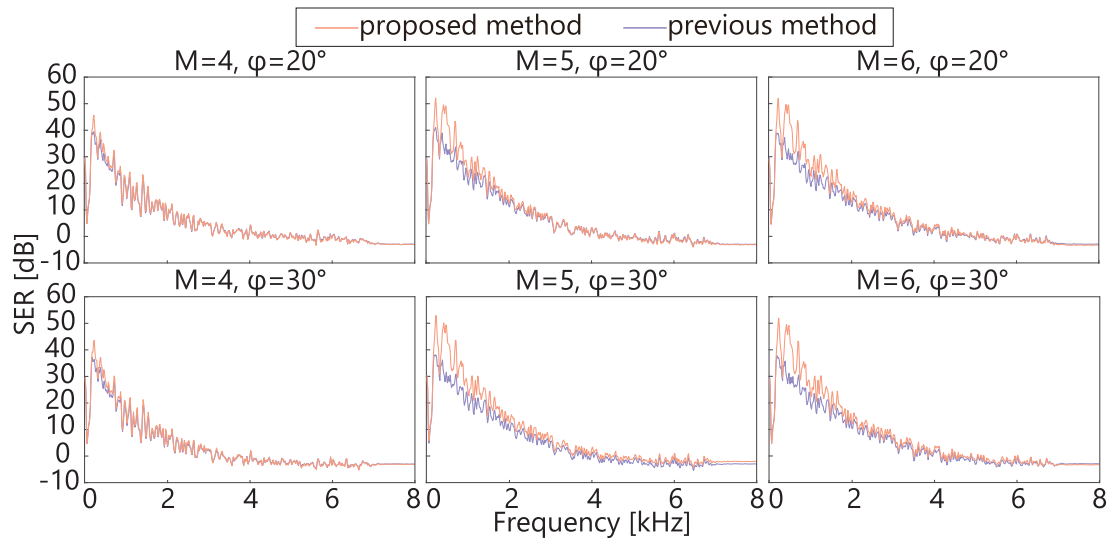 proposed method previous method
M=4, φ=20° M=5, φ=20° M=6, φ=20°
60
50
40
30
20
10
0
-10
M=4, φ=30° M=5, φ=30° M=6, φ=30°
60
50
40
30
20
10
0
-10
SER [dB]
0 2 4 6 8 0 2 4 6 8 0 2 4 6 8
Frequency [kHz]